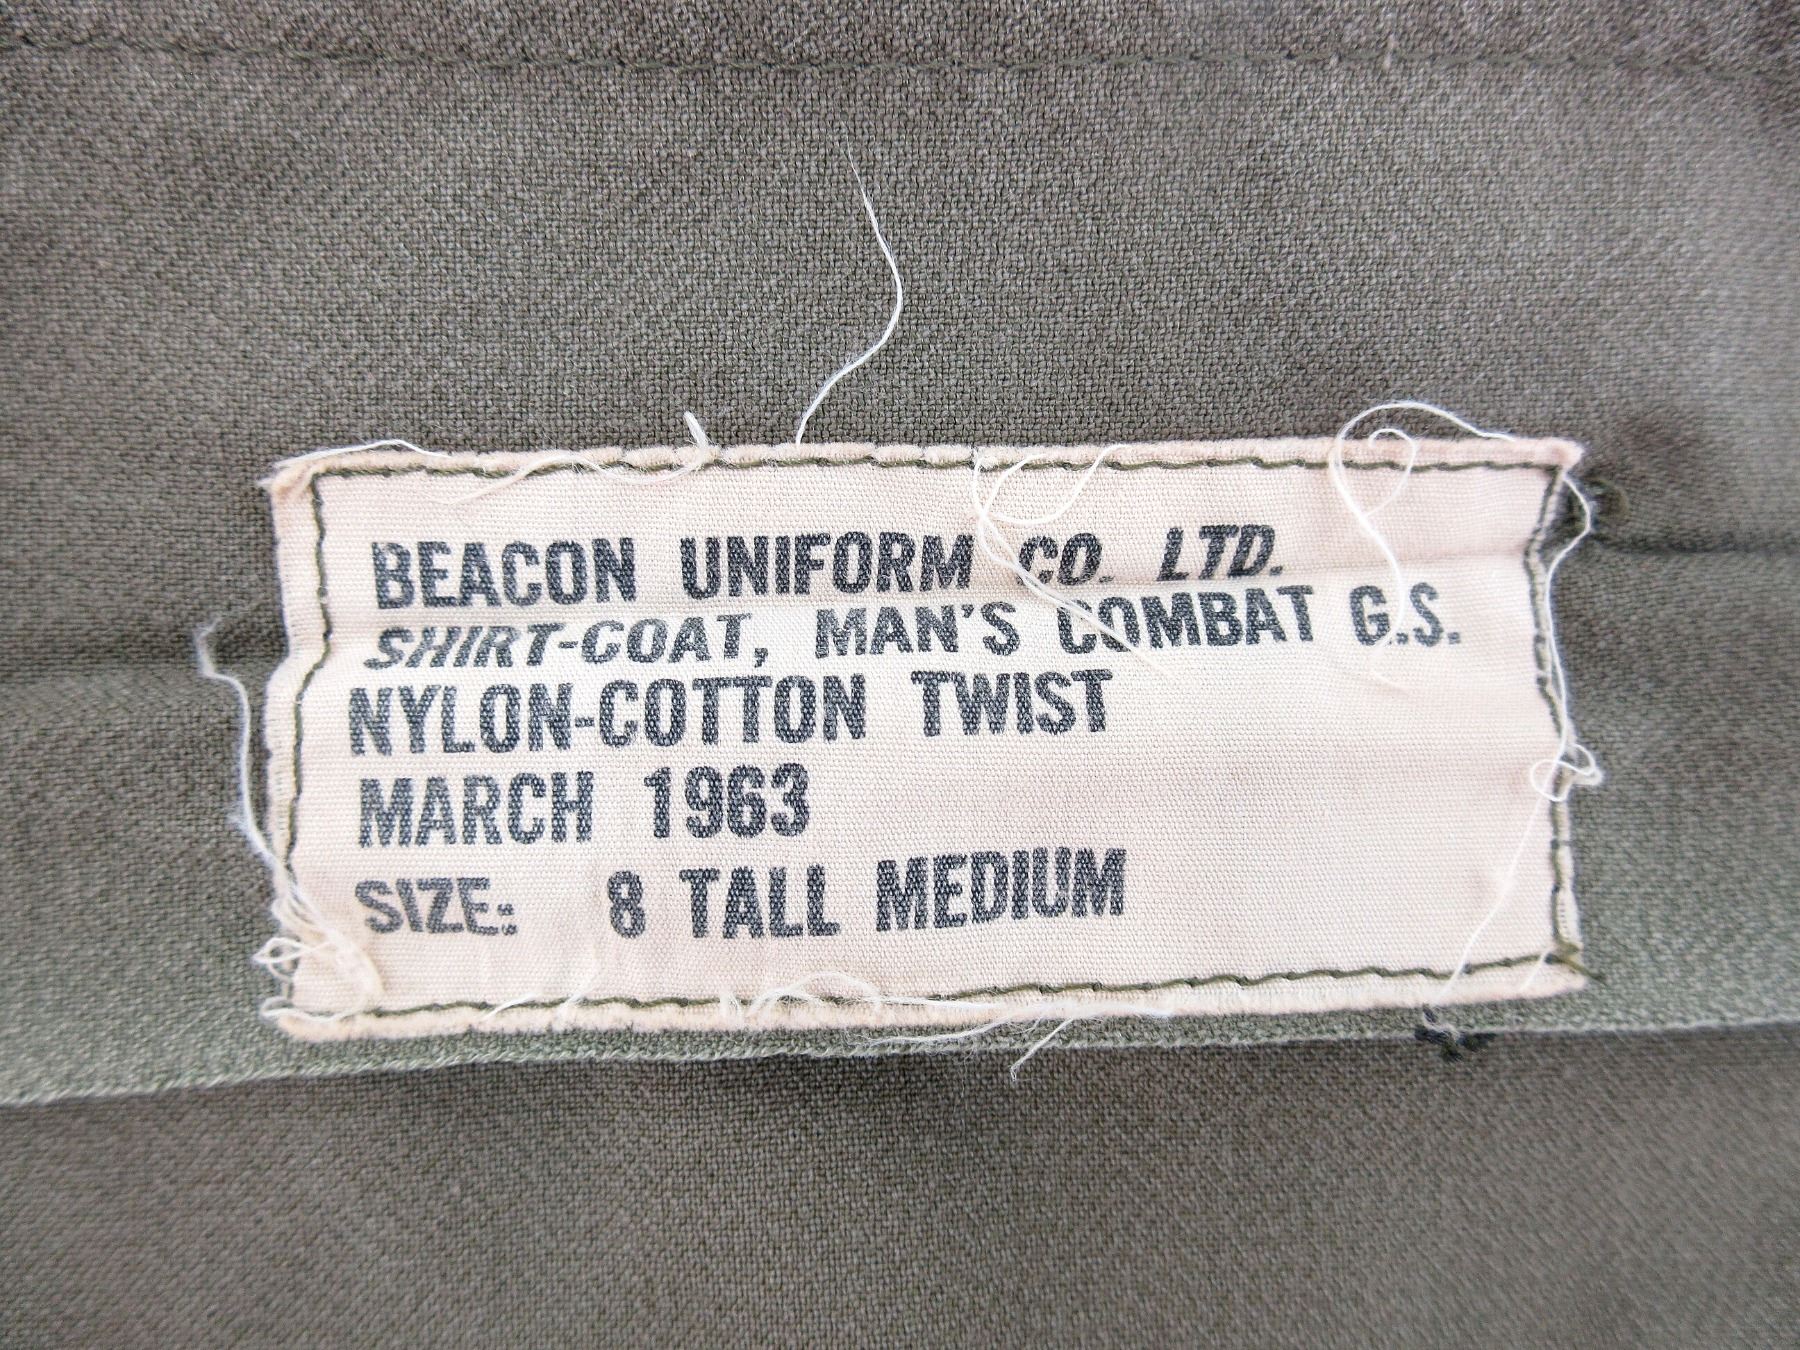 BEACON UNIFORM CO. LTD.
SHIRT-COAT, MAN'S COMBAT G.S.
NYLON-COTTON TWIST
MARCH 1963
SIZE: 8 TALL MEDIUM